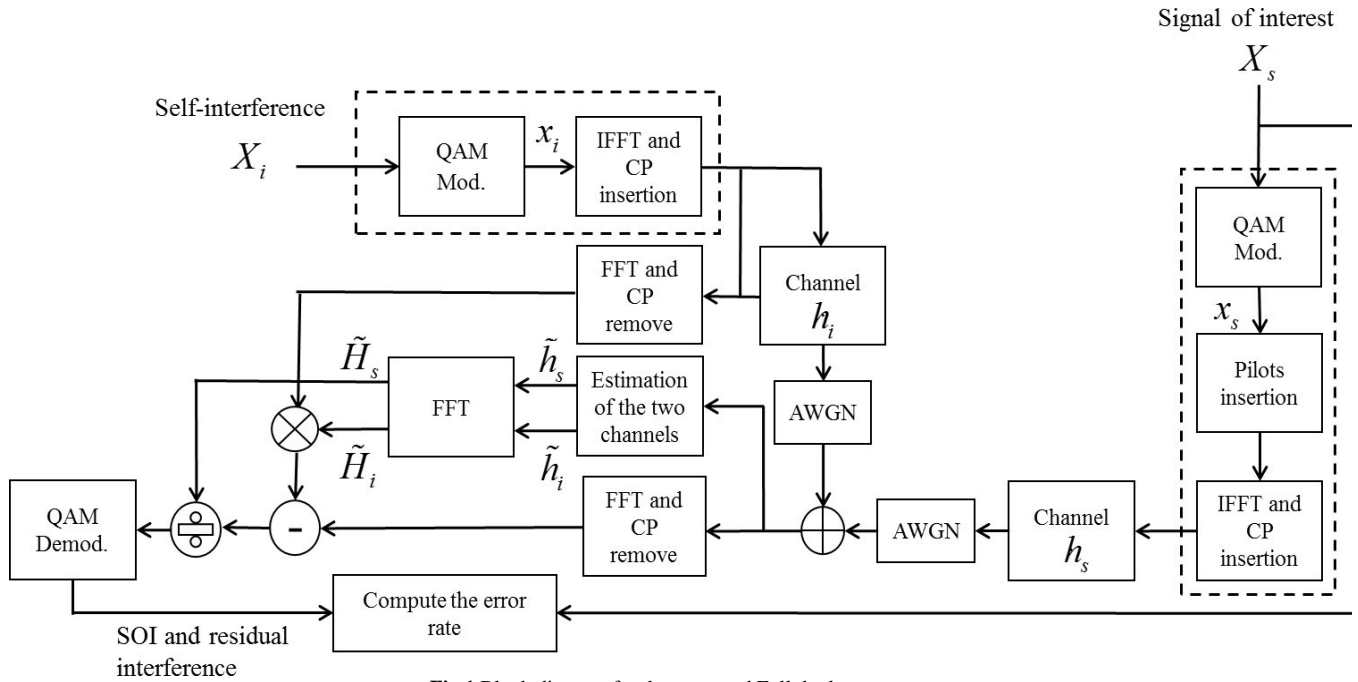 Signal of interest
X_s
Self-interference
X_i
QAM
Mod.
x_i
IFFT and
CP
insertion
QAM
Mod.
x_s
Pilots
insertion
IFFT and
CP
insertion
FFT and
CP
remove
Channel
h_i
H̃_s
FFT
h̃_s
Estimation
of the two
channels
AWGN
H̃_i
h̃_i
QAM
Demod.
÷
-
FFT and
CP
remove
AWGN
Channel
h_s
Compute the error
rate
SOI and residual
interference